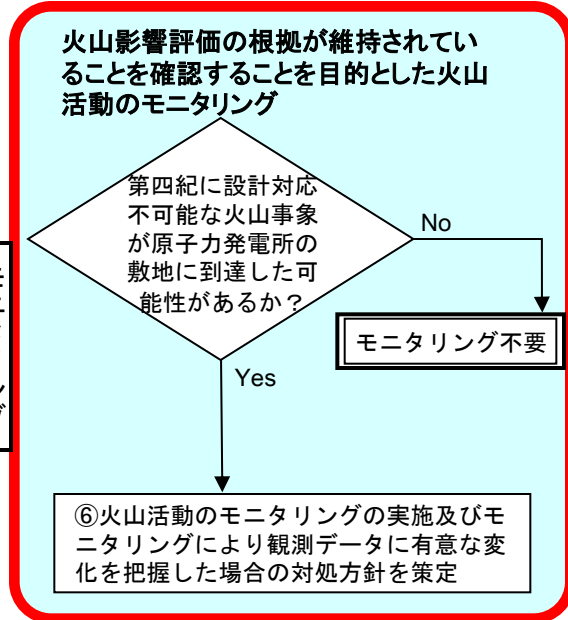 火山影響評価の根拠が維持されてい
ることを確認することを目的とした火山
活動のモニタリング
第四紀に設計対応
不可能な火山事象
が原子力発電所の
敷地に到達した可
能性があるか？
No
モニタリング不要
Yes
⑥火山活動のモニタリングの実施及びモ
ニタリングにより観測データに有意な変
化を把握した場合の対処方針を策定